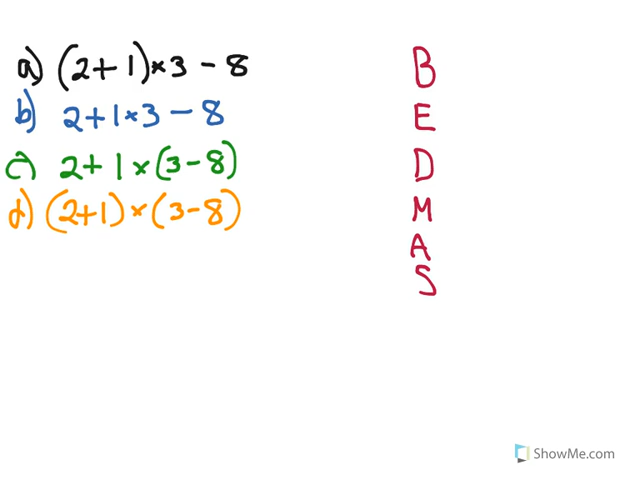 a) (2+1)×3-8
b) 2+1×3-8
c) 2+1×(3-8)
d) (2+1)×(3-8)
B
E
D
M
A
S
ShowMe.com